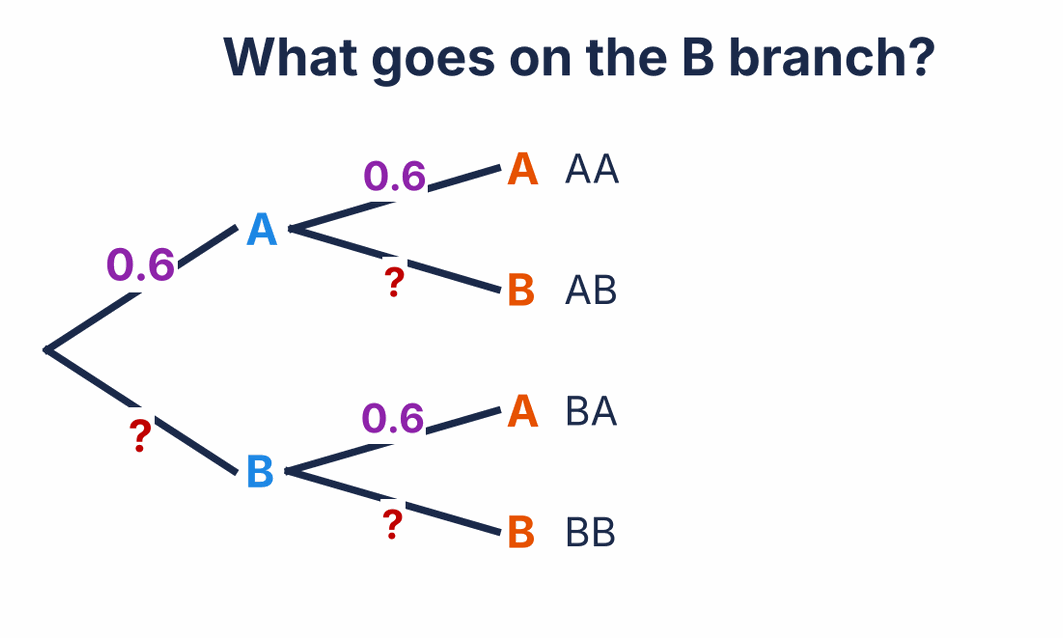 What goes on the B branch?
0.6 A AA
A
0.6
? B AB
0.6 A BA
?
B
? B BB